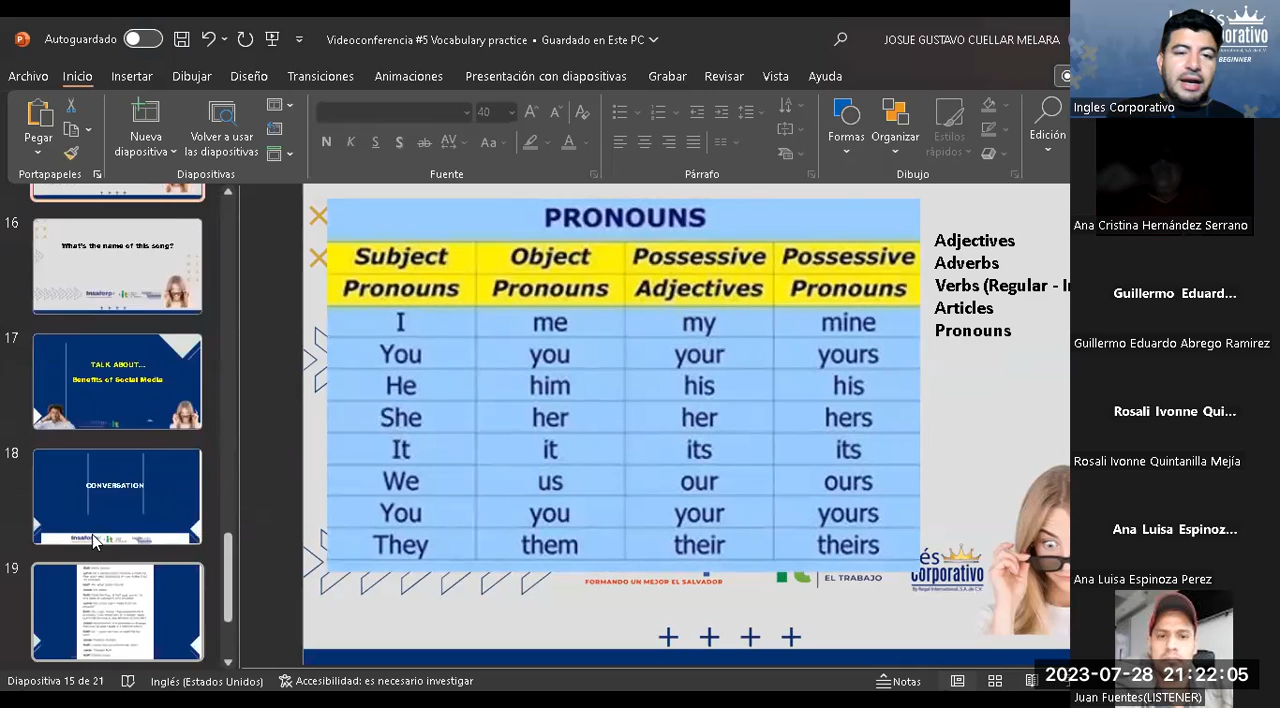 Autoguardado
Videoconferencia #5 Vocabulary practice • Guardado en Este PC
JOSUE GUSTAVO CUELLAR MELARA
Archivo Inicio Insertar Dibujar Diseño Transiciones Animaciones Presentación con diapositivas Grabar Revisar Vista Ayuda
Pegar
Nueva diapositiva
Volver a usar las diapositivas
40
N K S S ab AV Aa A
Formas
Organizar
Estilos rápidos
Edición
Portapapeles
Diapositivas
Fuente
Párrafo
Dibujo
16
What's the name of this song?
17
TALK ABOUT...
Benefits of Social Media
18
CONVERSATION
19
PRONOUNS
Subject Pronouns
Object Pronouns
Possessive Adjectives
Possessive Pronouns
I me my mine
You you your yours
He him his his
She her her hers
It it its its
We us our ours
You you your yours
They them their theirs
Adjectives
Adverbs
Verbs (Regular - I
Articles
Pronouns
FORMANDO UN MEJOR EL SALVADOR
EL TRABAJO
és
corporativo
Diapositiva 15 de 21
Inglés (Estados Unidos)
Accesibilidad: es necesario investigar
Notas
BEGINNER
Ingles Corporativo
Ana Cristina Hernández Serrano
Guillermo Eduard...
Guillermo Eduardo Abrego Ramirez
Rosali Ivonne Qui...
Rosali Ivonne Quintanilla Mejía
Ana Luisa Espinoz...
Ana Luisa Espinoza Perez
2023-07-28 21:22:05
Juan Fuentes(LISTENER)